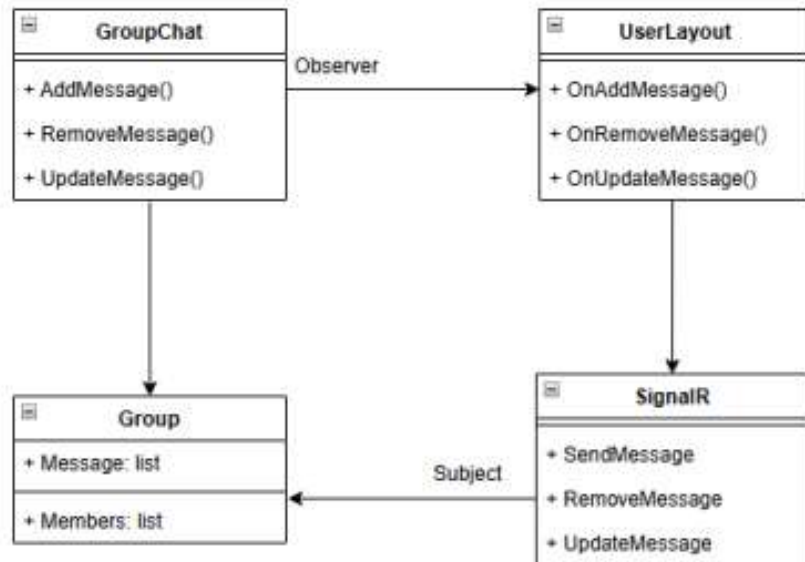 GroupChat
+ AddMessage()
+ RemoveMessage()
+ UpdateMessage()
Observer
UserLayout
+ OnAddMessage()
+ OnRemoveMessage()
+ OnUpdateMessage()
Group
+ Message: list
+ Members: list
Subject
SignalR
+ SendMessage
+ RemoveMessage
+ UpdateMessage